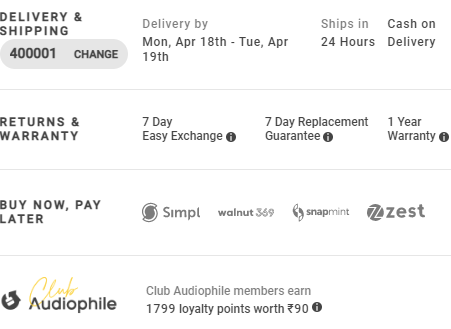 DELIVERY &
SHIPPING
400001 CHANGE
Delivery by
Mon, Apr 18th - Tue, Apr
19th
Ships in
24 Hours
Cash on
Delivery
RETURNS &
WARRANTY
7 Day
Easy Exchange
7 Day Replacement
Guarantee
1 Year
Warranty
BUY NOW, PAY
LATER
Simpl
walnut 369
snapmint
zest
Club
Audiophile
Club Audiophile members earn
1799 loyalty points worth ₹90